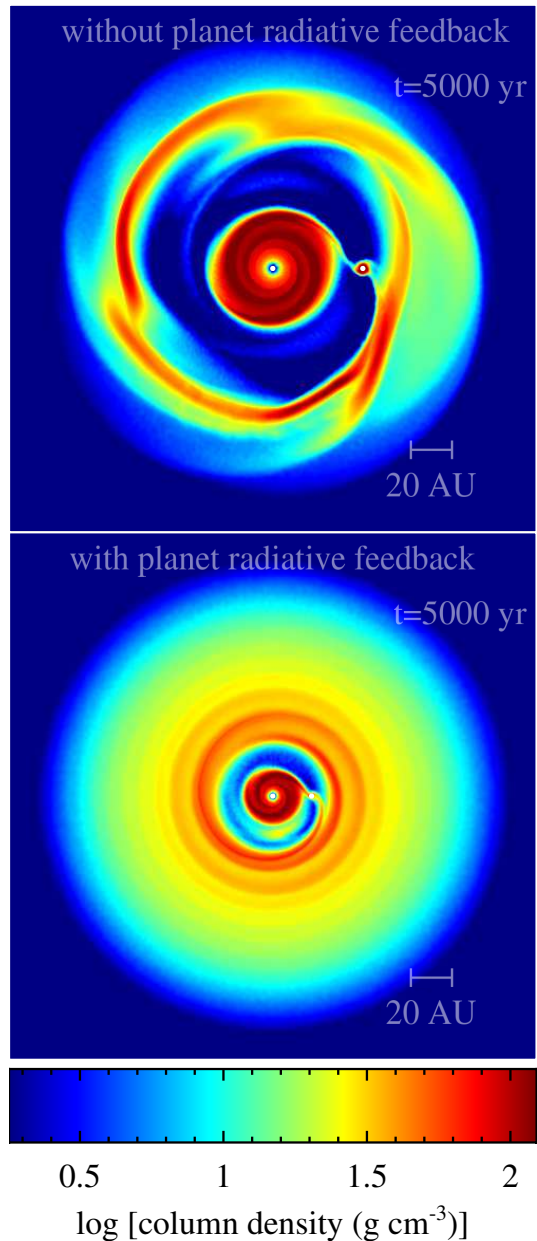 without planet radiative feedback
t=5000 yr
20 AU
with planet radiative feedback
t=5000 yr
20 AU
0.5 1 1.5 2
log [column density (g cm⁻³)]